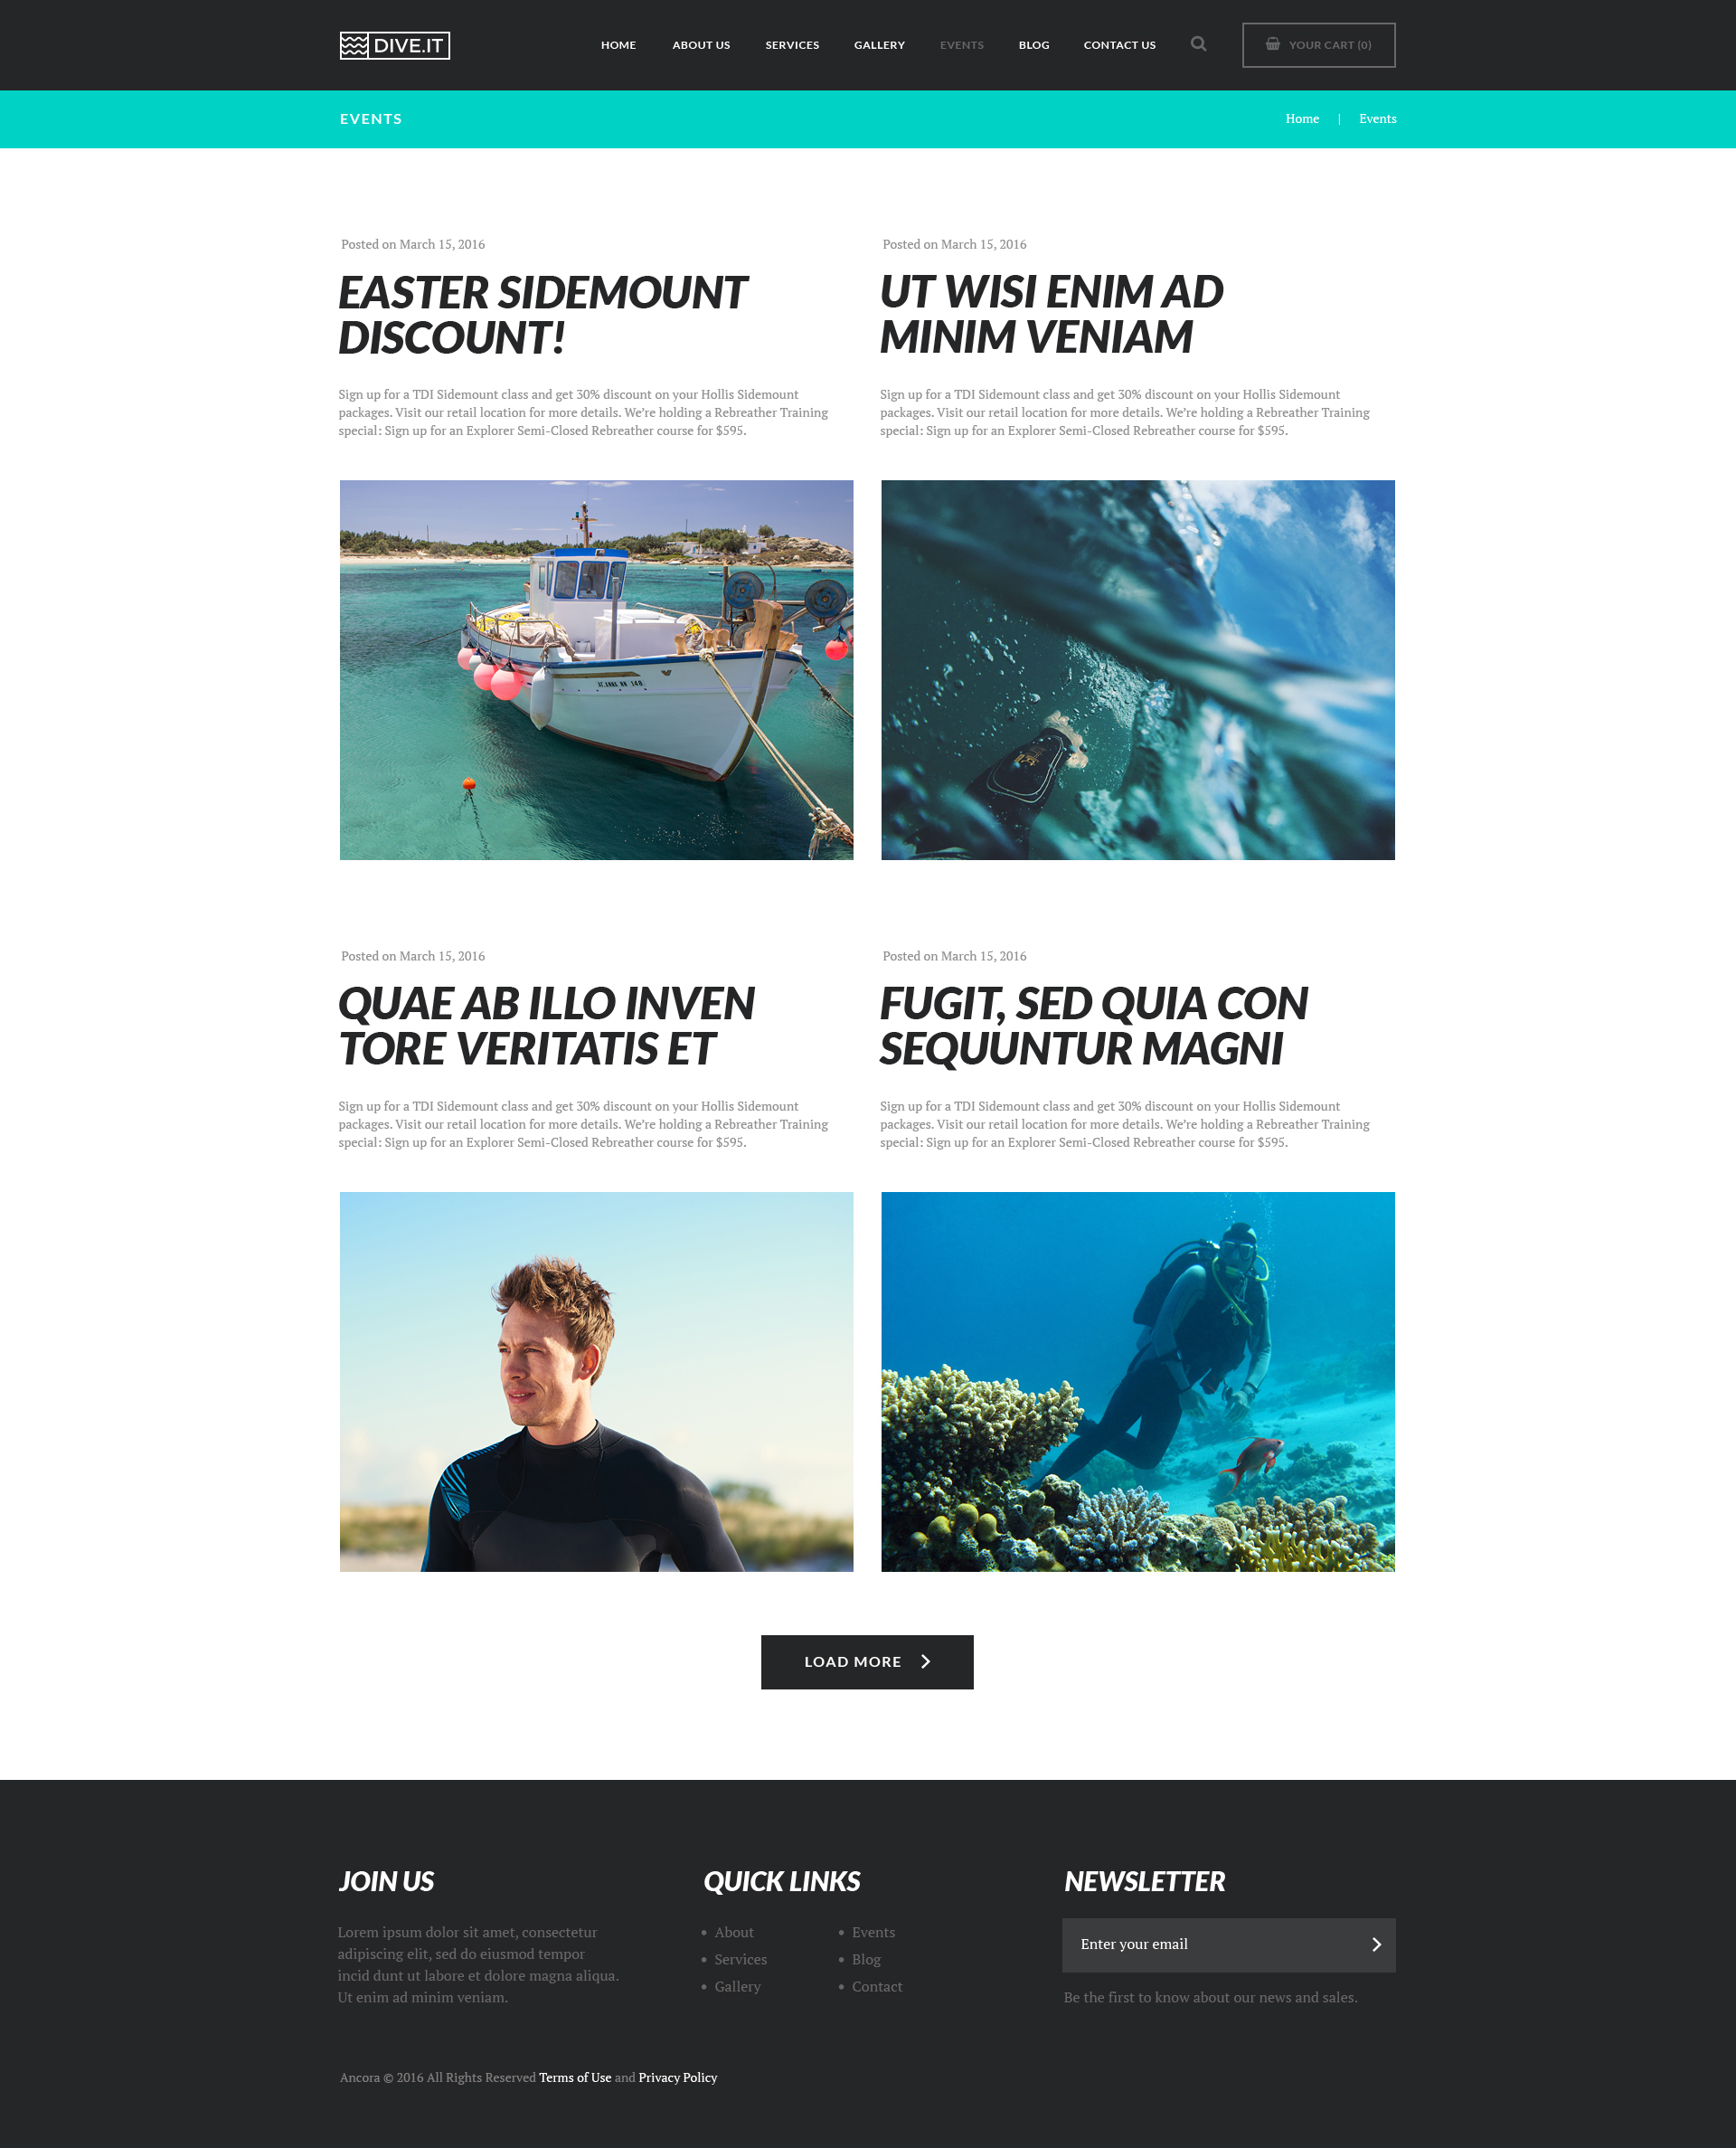 DIVE.IT
HOME ABOUT US SERVICES GALLERY EVENTS BLOG CONTACT US YOUR CART (0)
EVENTS
Home | Events
Posted on March 15, 2016
EASTER SIDEMOUNT
DISCOUNT!
Sign up for a TDI Sidemount class and get 30% discount on your Hollis Sidemount
packages. Visit our retail location for more details. We’re holding a Rebreather Training
special: Sign up for an Explorer Semi-Closed Rebreather course for $595.
Posted on March 15, 2016
UT WISI ENIM AD
MINIM VENIAM
Sign up for a TDI Sidemount class and get 30% discount on your Hollis Sidemount
packages. Visit our retail location for more details. We’re holding a Rebreather Training
special: Sign up for an Explorer Semi-Closed Rebreather course for $595.
Posted on March 15, 2016
QUAE AB ILLO INVEN
TORE VERITATIS ET
Sign up for a TDI Sidemount class and get 30% discount on your Hollis Sidemount
packages. Visit our retail location for more details. We’re holding a Rebreather Training
special: Sign up for an Explorer Semi-Closed Rebreather course for $595.
Posted on March 15, 2016
FUGIT, SED QUIA CON
SEQUUNTUR MAGNI
Sign up for a TDI Sidemount class and get 30% discount on your Hollis Sidemount
packages. Visit our retail location for more details. We’re holding a Rebreather Training
special: Sign up for an Explorer Semi-Closed Rebreather course for $595.
LOAD MORE
JOIN US
Lorem ipsum dolor sit amet, consectetur
adipiscing elit, sed do eiusmod tempor
incid dunt ut labore et dolore magna aliqua.
Ut enim ad minim veniam.
QUICK LINKS
• About
• Services
• Gallery
• Events
• Blog
• Contact
NEWSLETTER
Enter your email
Be the first to know about our news and sales.
Ancora © 2016 All Rights Reserved Terms of Use and Privacy Policy